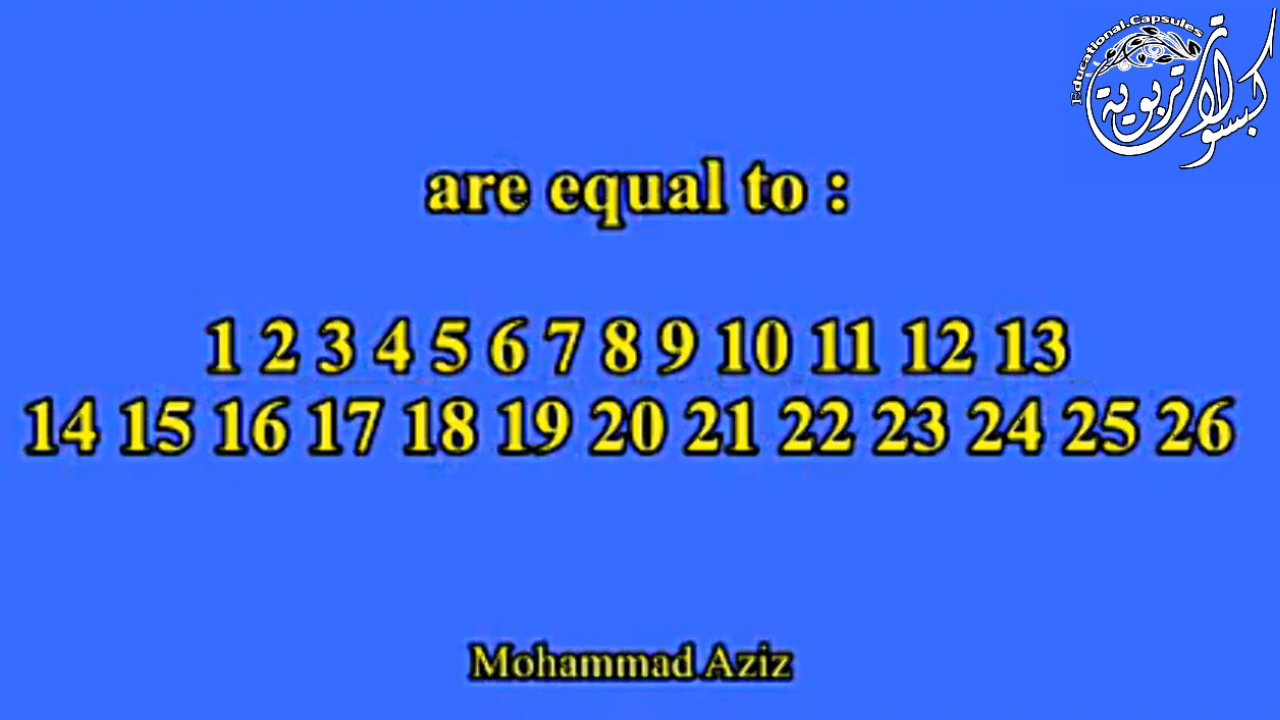 Educational.Capsules
كبسولات تربوية
are equal to :
1 2 3 4 5 6 7 8 9 10 11 12 13
14 15 16 17 18 19 20 21 22 23 24 25 26
Mohammad Aziz